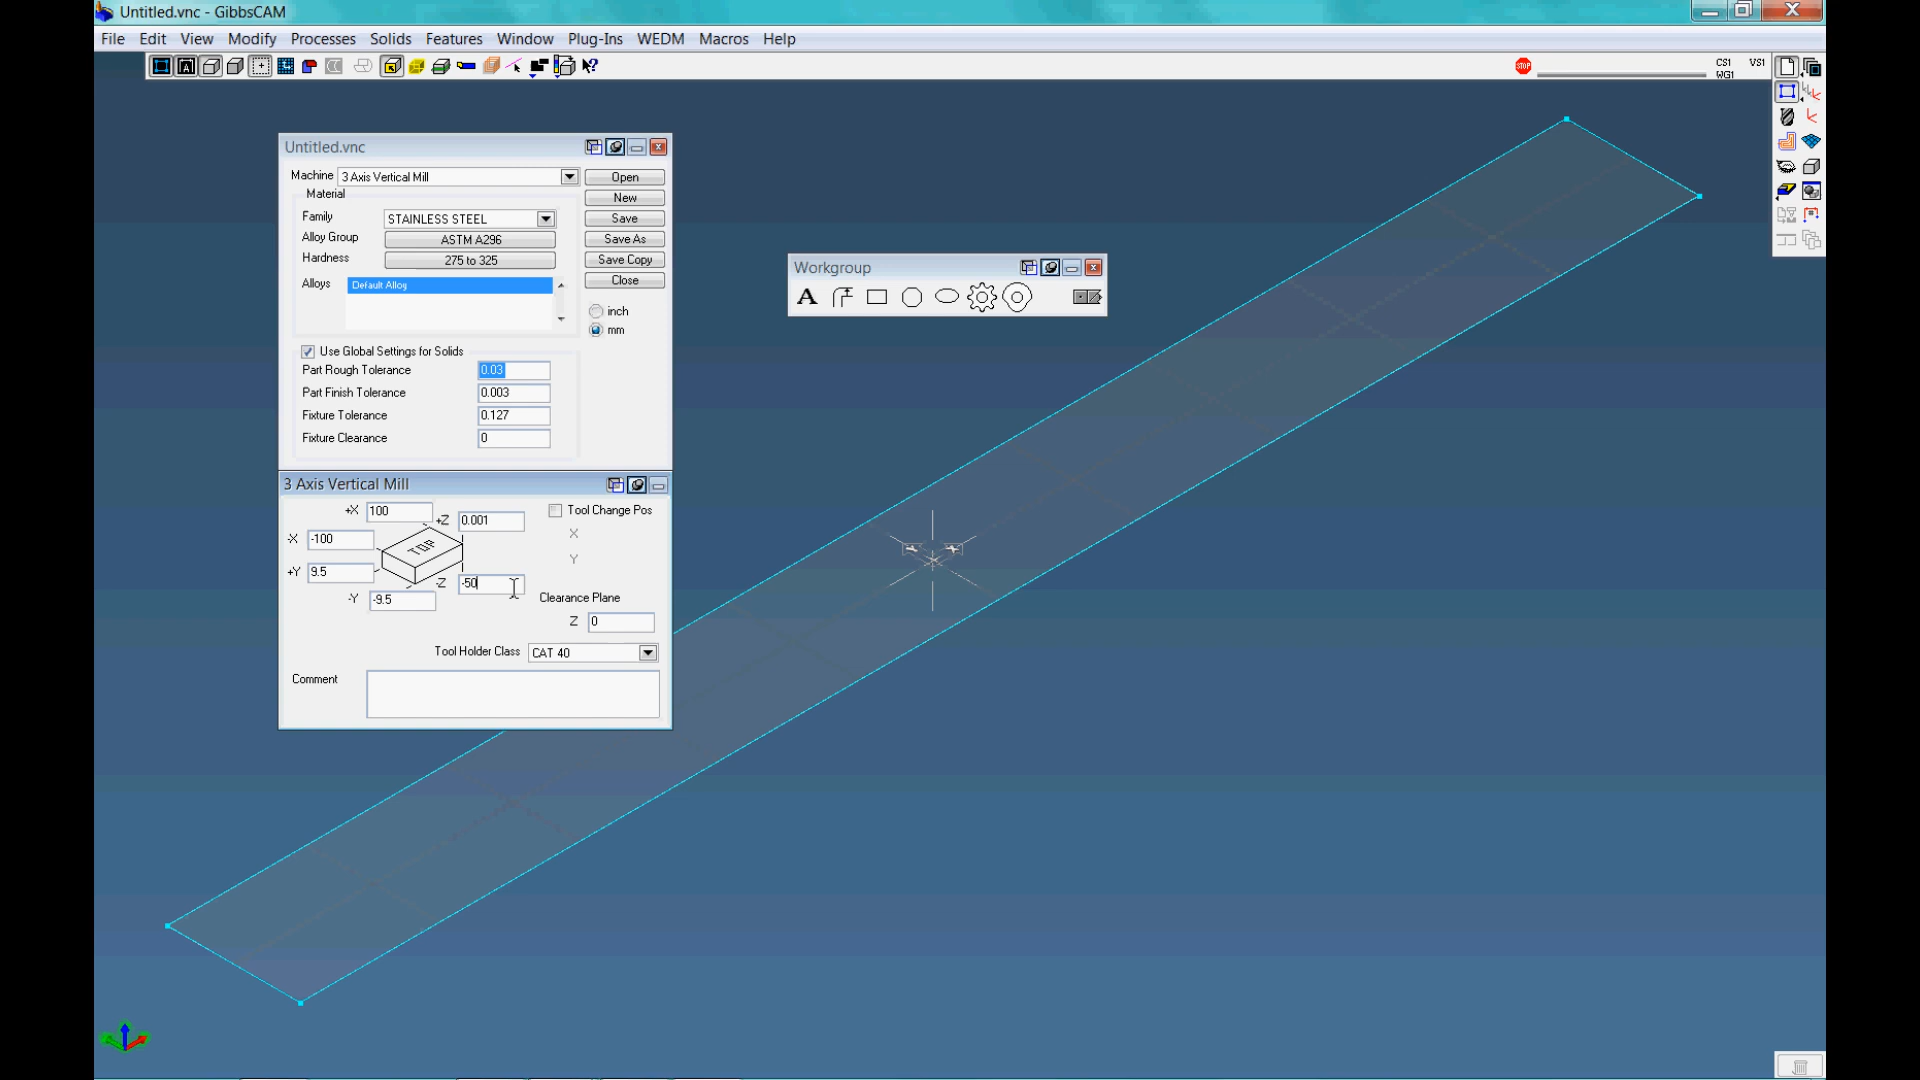 Untitled.vnc - GibbsCAM
File Edit View Modify Processes Solids Features Window Plug-Ins WEDM Macros Help
A
STOP
CS1 VS1
WG1
Untitled.vnc
Machine 3 Axis Vertical Mill Open
Material
New
Family STAINLESS STEEL Save
Alloy Group ASTM A296 Save As
Hardness 275 to 325 Save Copy
Alloys Default Alloy Close
inch
mm
Use Global Settings for Solids
Part Rough Tolerance 0.03
Part Finish Tolerance 0.003
Fixture Tolerance 0.127
Fixture Clearance 0
Workgroup
A
3 Axis Vertical Mill
+X 100 +Z 0.001 Tool Change Pos
-X -100 TOP X
+Y 9.5 Y
-Z -50
-Y -9.5 Clearance Plane
Z 0
Tool Holder Class CAT 40
Comment